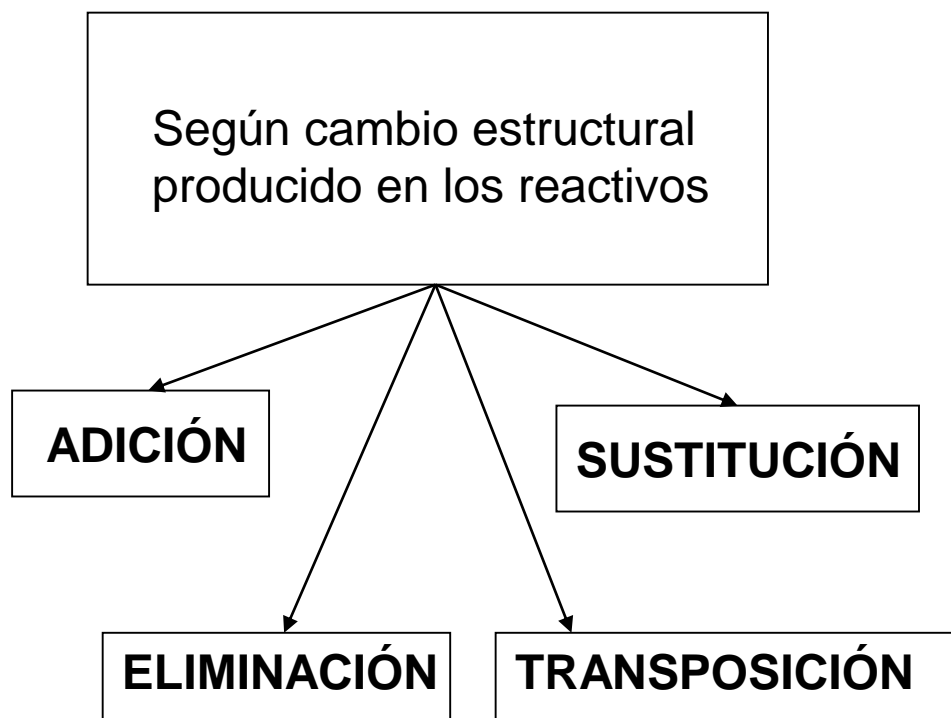 Según cambio estructural
producido en los reactivos
ADICIÓN
SUSTITUCIÓN
ELIMINACIÓN
TRANSPOSICIÓN